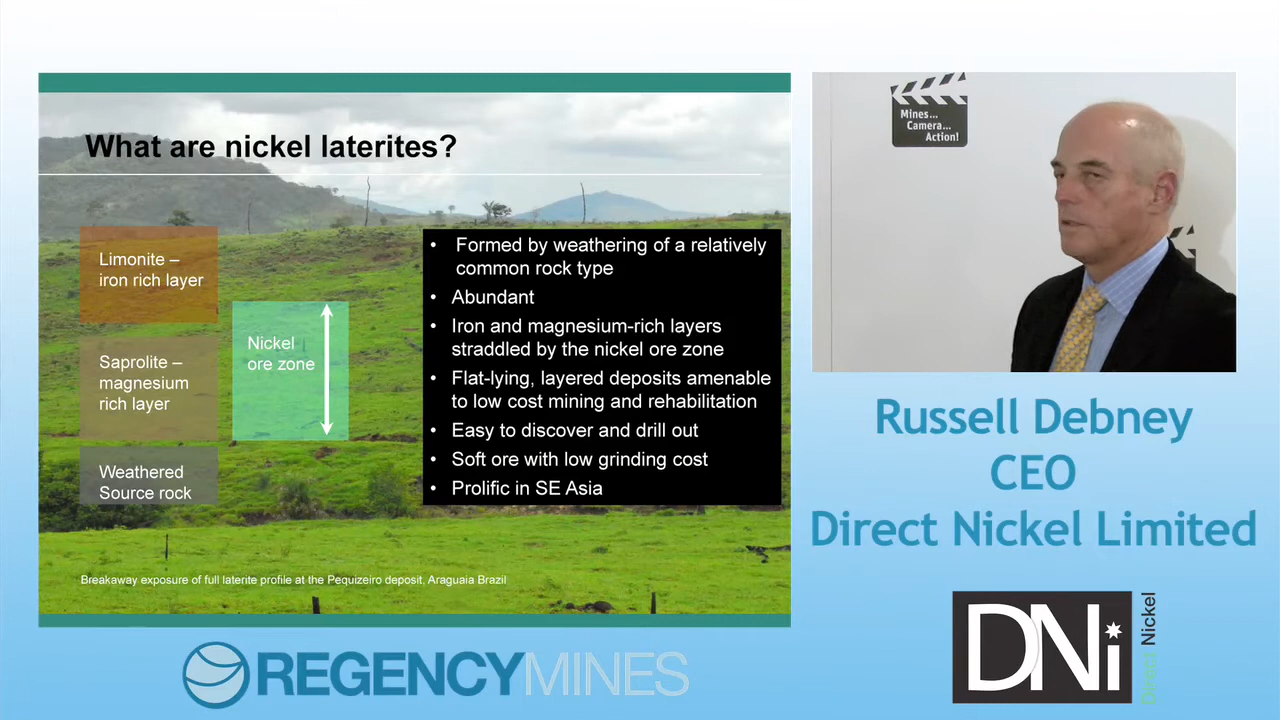 What are nickel laterites?
Limonite –
iron rich layer
Nickel
ore zone
Saprolite –
magnesium
rich layer
Weathered
Source rock
• Formed by weathering of a relatively
common rock type
• Abundant
• Iron and magnesium-rich layers
straddled by the nickel ore zone
• Flat-lying, layered deposits amenable
to low cost mining and rehabilitation
• Easy to discover and drill out
• Soft ore with low grinding cost
• Prolific in SE Asia
Breakaway exposure of full laterite profile at the Pequizeiro deposit, Araguaia Brazil
Mines...
Camera...
Action!
Russell Debney
CEO
Direct Nickel Limited
REGENCY MINES
DNi
Direct Nickel